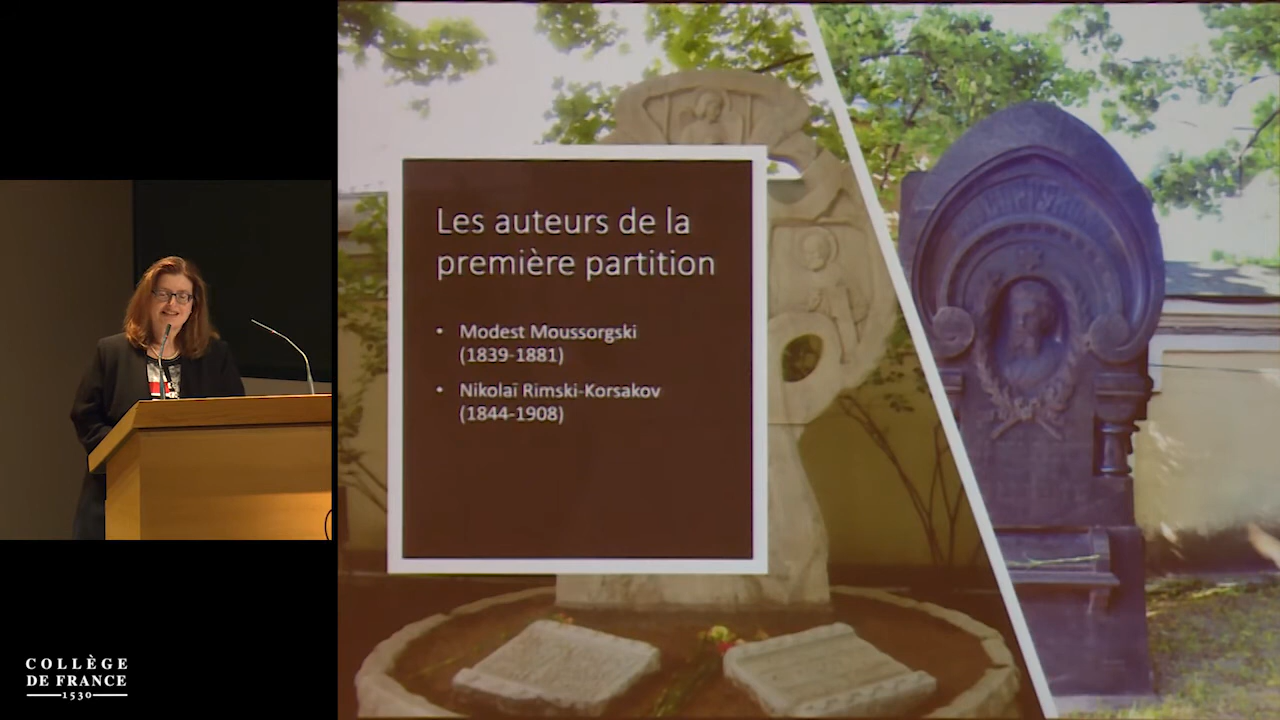 Les auteurs de la
première partition
• Modest Moussorgski
(1839-1881)
• Nikolaï Rimski-Korsakov
(1844-1908)
COLLÈGE
DE FRANCE
1530